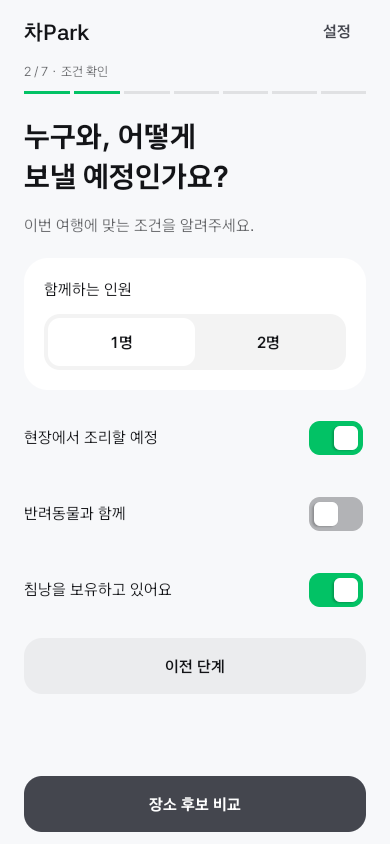 차Park
설정
2 / 7 · 조건 확인
누구와, 어떻게
보낼 예정인가요?
이번 여행에 맞는 조건을 알려주세요.
함께하는 인원
1명
2명
현장에서 조리할 예정
반려동물과 함께
침낭을 보유하고 있어요
이전 단계
장소 후보 비교